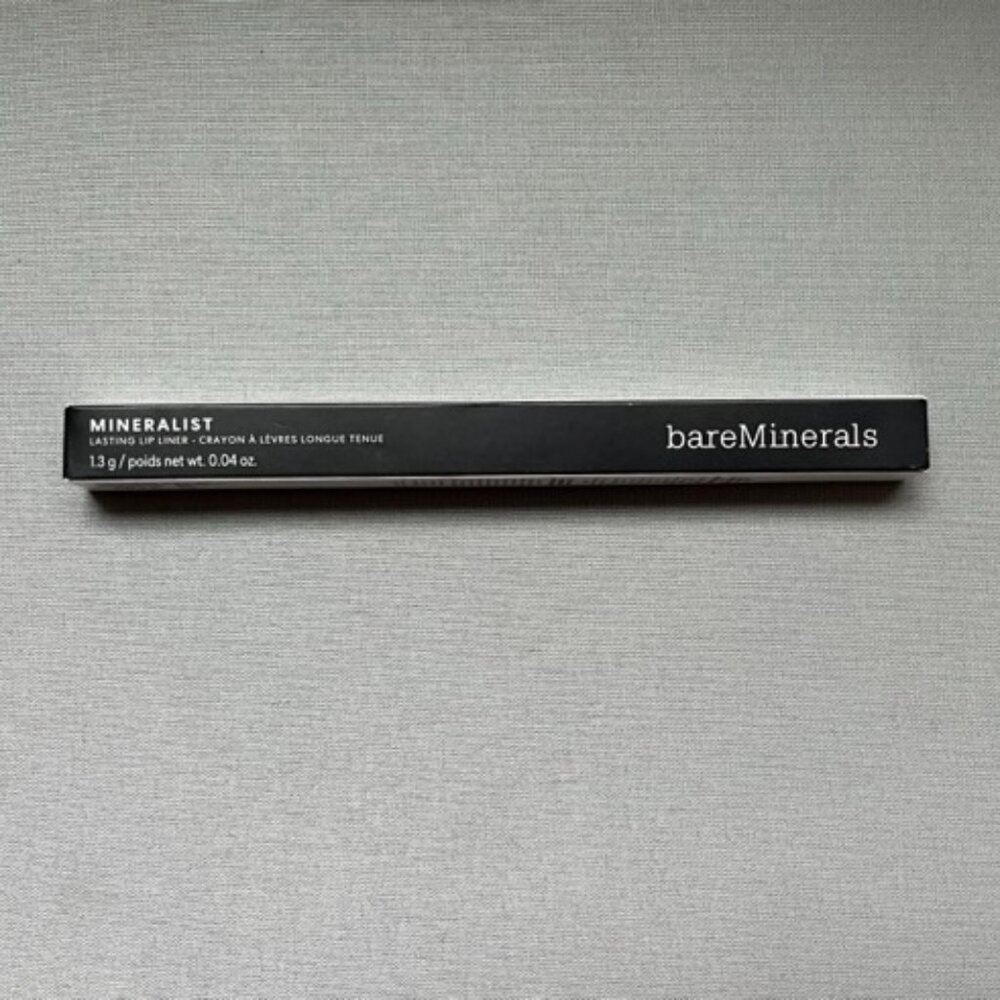 MINERALIST
LASTING LIP LINER - CRAYON À LÈVRES LONGUE TENUE
1.3 g / poids net wt. 0.04 oz.
bareMinerals